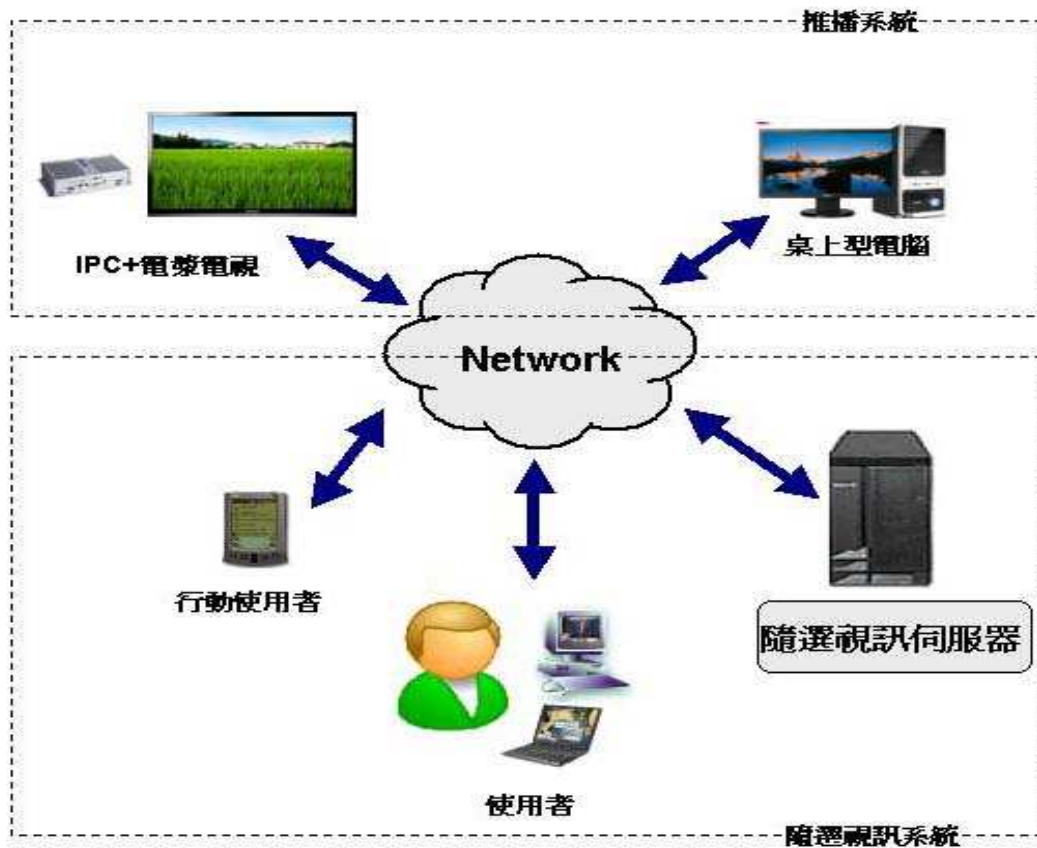 推播系統
IPC+電漿電視
桌上型電腦
Network
行動使用者
隨選視訊伺服器
使用者
隨選視訊系統